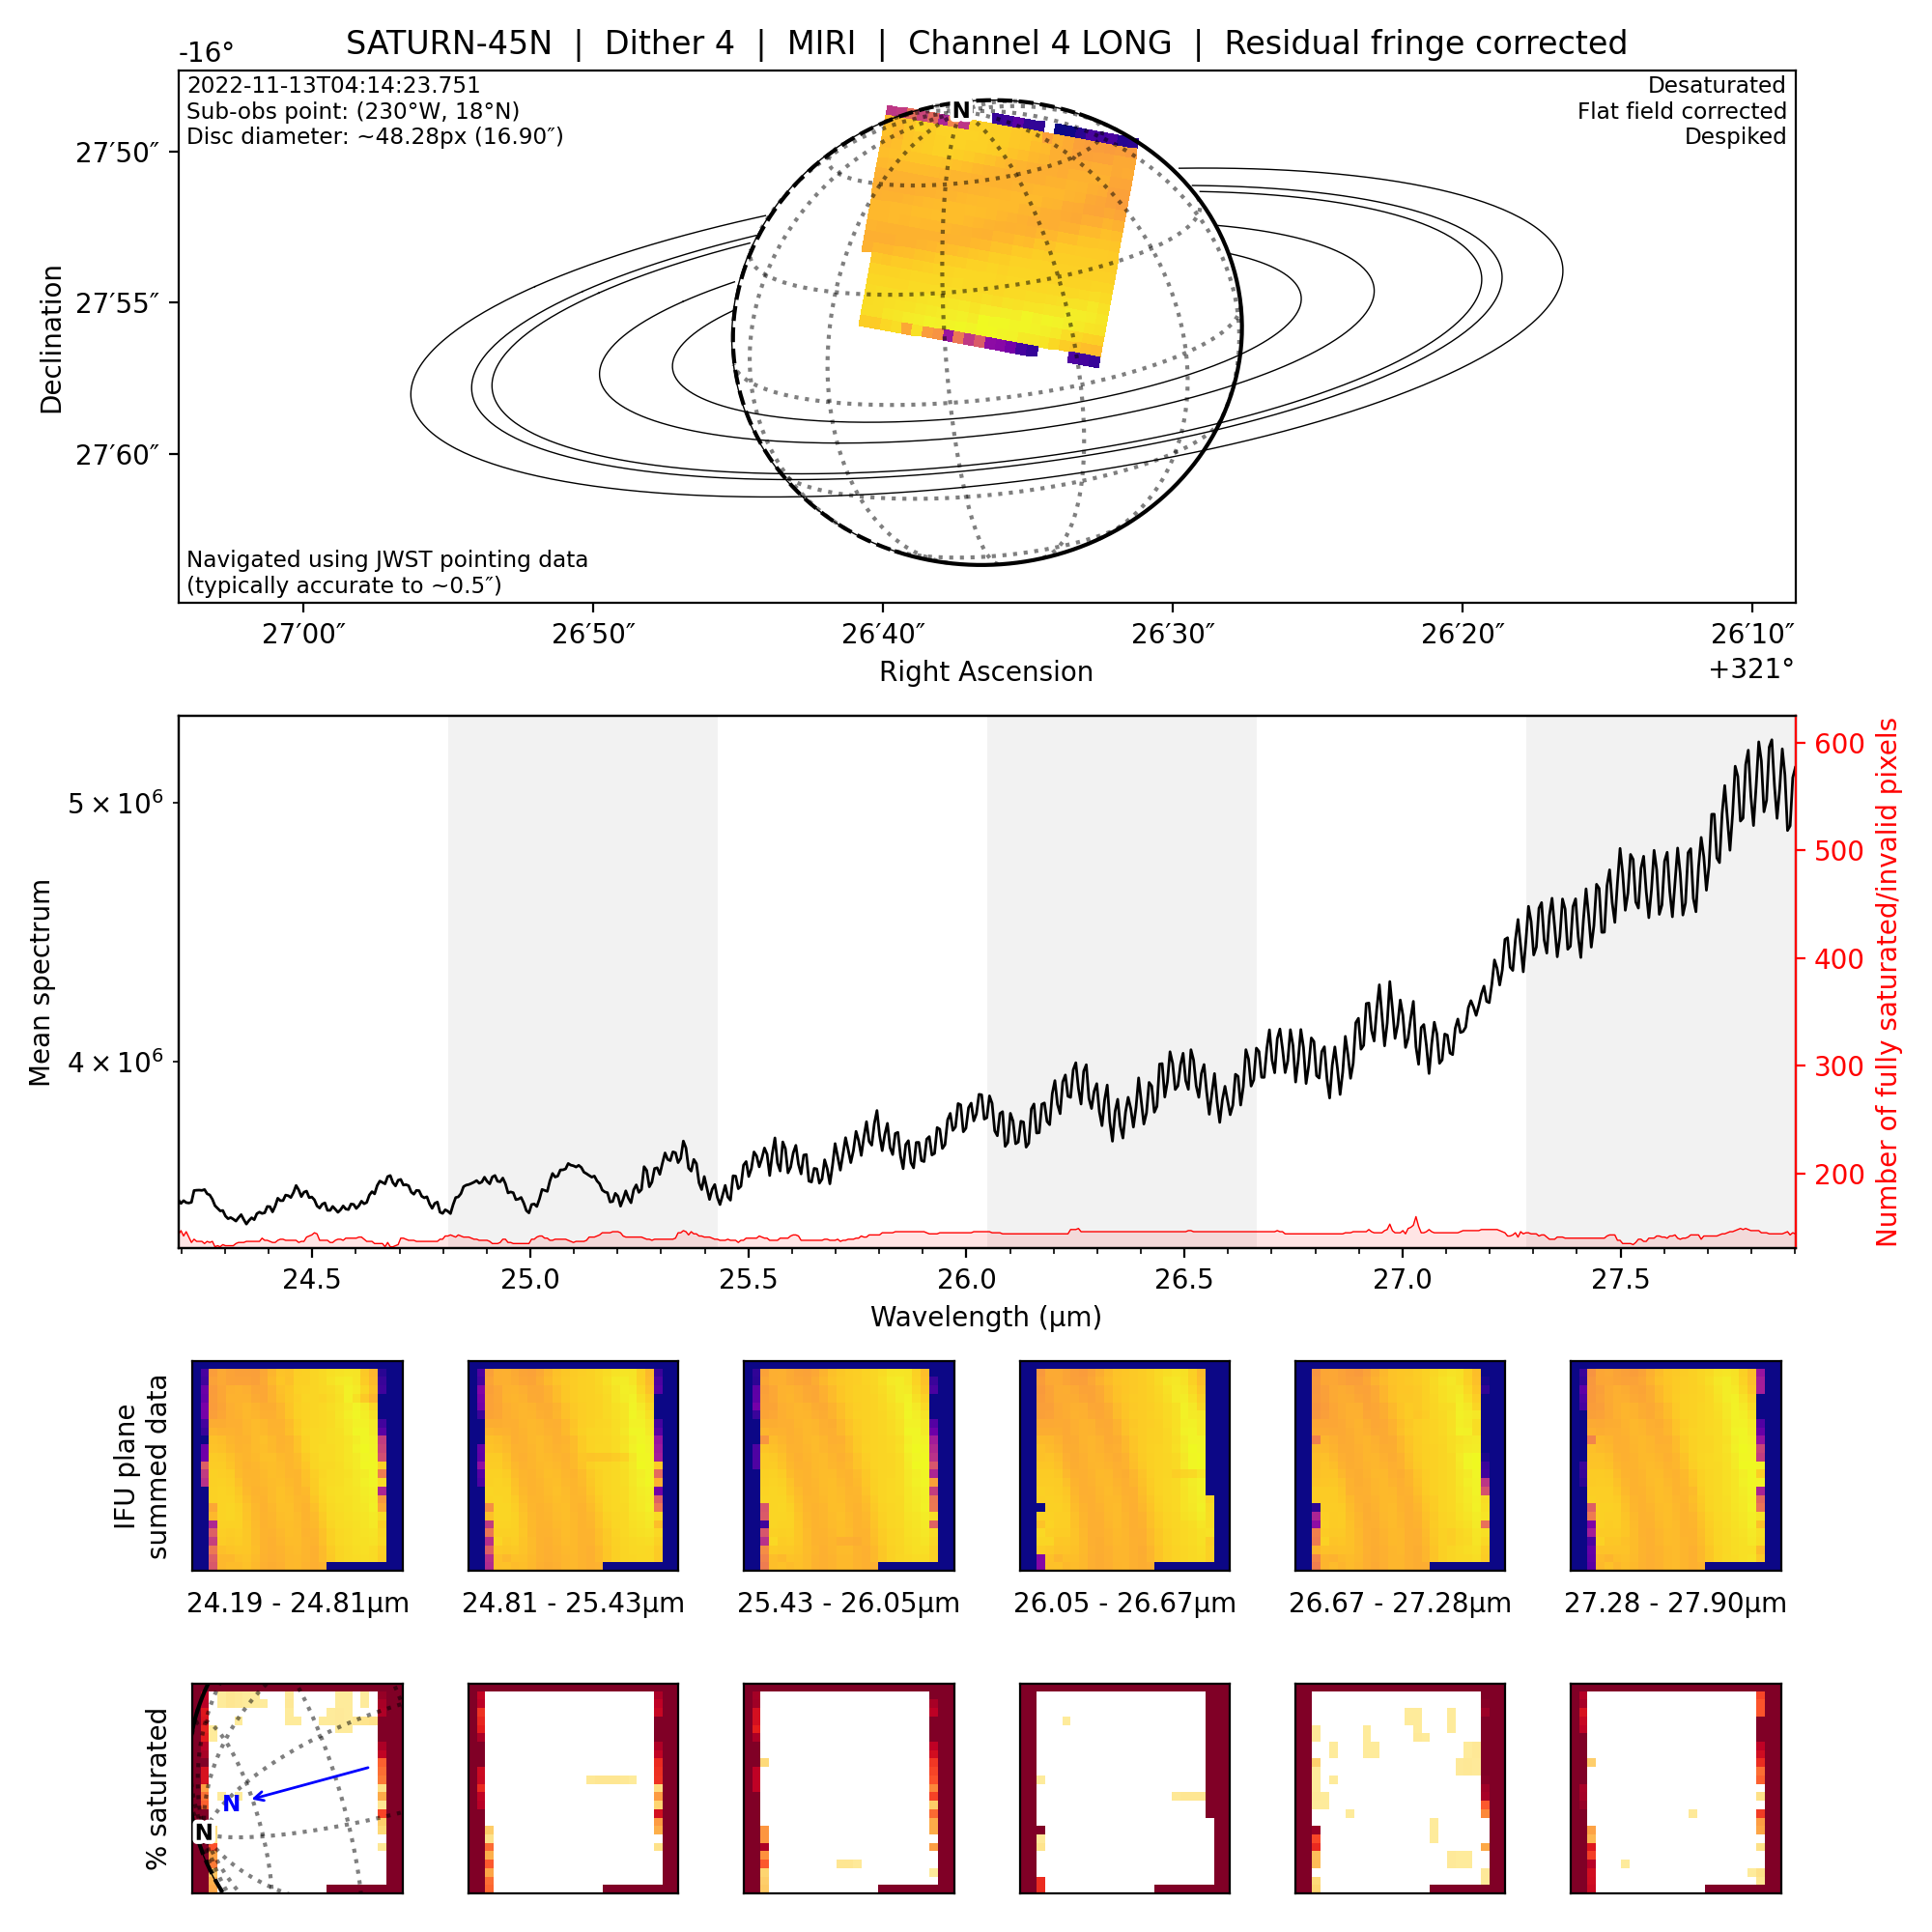 SATURN-45N | Dither 4 | MIRI | Channel 4 LONG | Residual fringe corrected
-16°
2022-11-13T04:14:23.751
Sub-obs point: (230°W, 18°N)
Disc diameter: ~48.28px (16.90″)
Desaturated
Flat field corrected
Despiked
N
27′50″
27′55″
27′60″
Declination
Navigated using JWST pointing data
(typically accurate to ~0.5″)
27′00″ 26′50″ 26′40″ 26′30″ 26′20″ 26′10″
Right Ascension
+321°
Mean spectrum
5 × 10⁶
4 × 10⁶
600
500
400
300
200
Number of fully saturated/invalid pixels
24.5 25.0 25.5 26.0 26.5 27.0 27.5
Wavelength (µm)
IFU plane
summed data
24.19 - 24.81µm 24.81 - 25.43µm 25.43 - 26.05µm 26.05 - 26.67µm 26.67 - 27.28µm 27.28 - 27.90µm
% saturated
N
N